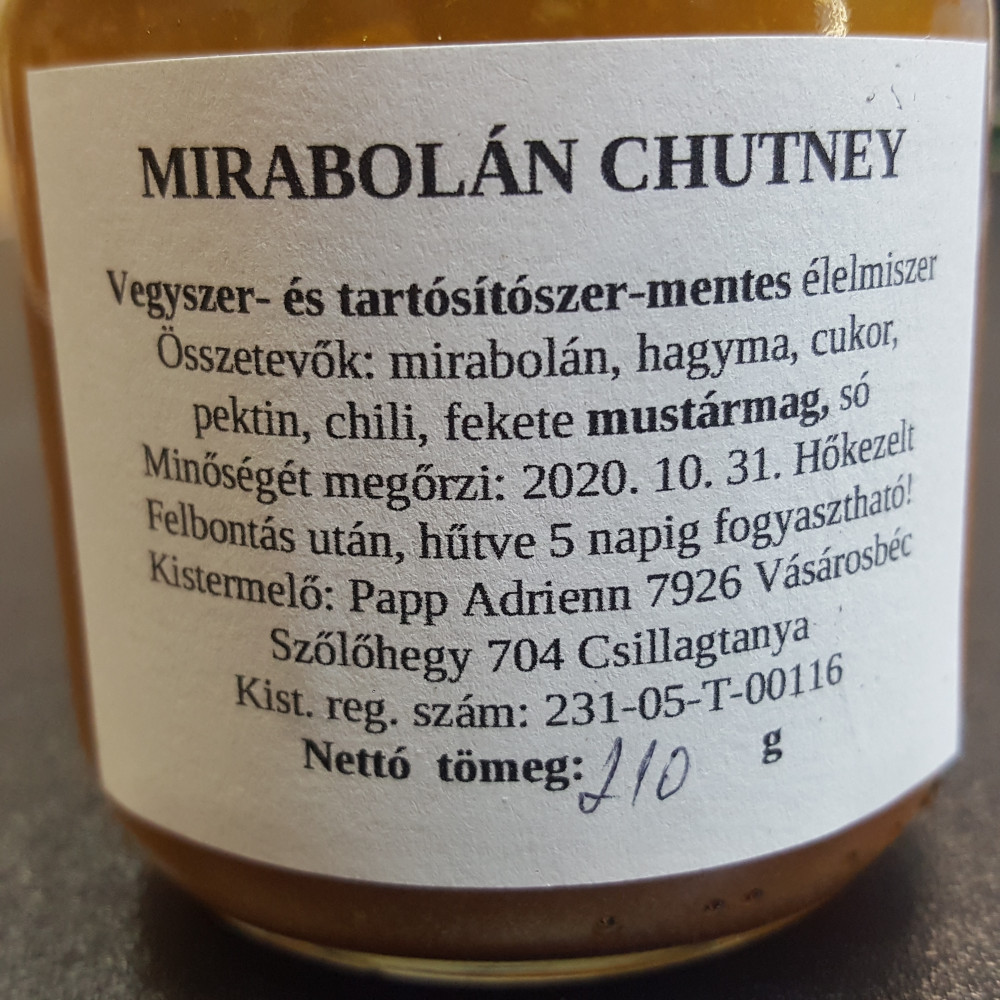 MIRABOLÁN CHUTNEY
Vegyszer- és tartósítószer-mentes élelmiszer
Összetevők: mirabolán, hagyma, cukor,
pektin, chili, fekete mustármag, só
Minőségét megőrzi: 2020. 10. 31. Hőkezelt
Felbontás után, hűtve 5 napig fogyasztható!
Kistermelő: Papp Adrienn 7926 Vásárosbéc
Szőlőhegy 704 Csillagtanya
Kist. reg. szám: 231-05-T-00116
Nettó tömeg: 210 g